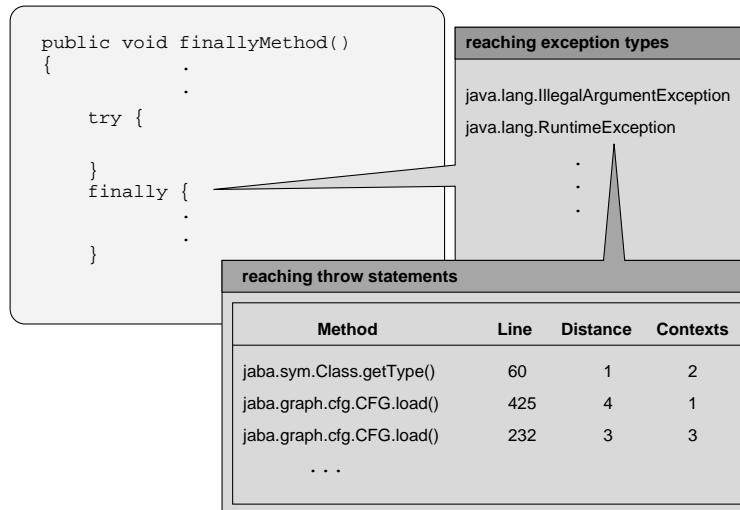 public void finallyMethod()
{
.
.
try {
}
finally {
.
.
}
reaching exception types
java.lang.IllegalArgumentException
java.lang.RuntimeException
.
.
.
reaching throw statements
Method Line Distance Contexts
jaba.sym.Class.getType() 60 1 2
jaba.graph.cfg.CFG.load() 425 4 1
jaba.graph.cfg.CFG.load() 232 3 3
. . .